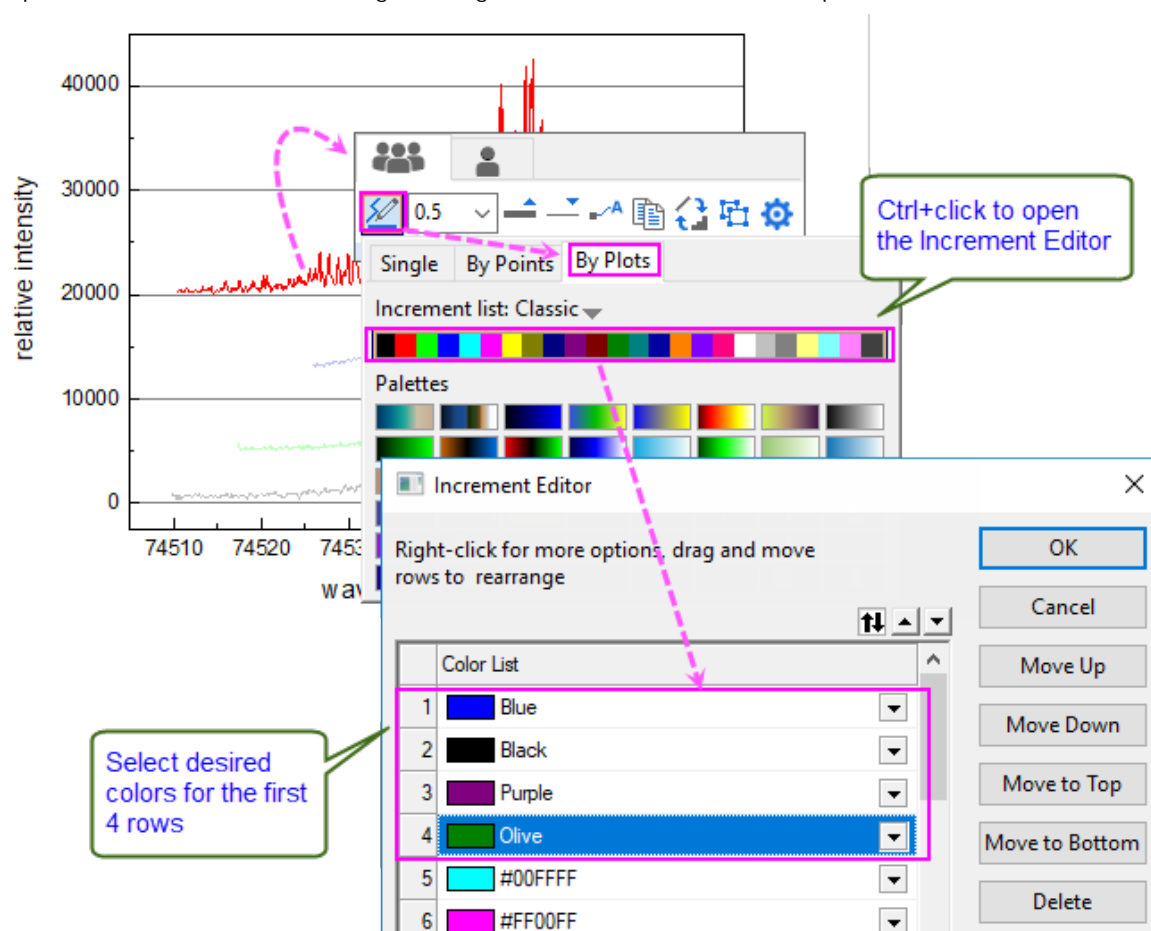 40000
30000
20000
10000
0
relative intensity
74510 74520 7453
wav
0.5
A
Single By Points By Plots
Increment list: Classic
Palettes
Ctrl+click to open
the Increment Editor
Increment Editor
Right-click for more options, drag and move
rows to rearrange
Color List
1 Blue
2 Black
3 Purple
4 Olive
5 #00FFFF
6 #FF00FF
OK
Cancel
Move Up
Move Down
Move to Top
Move to Bottom
Delete
Select desired
colors for the first
4 rows